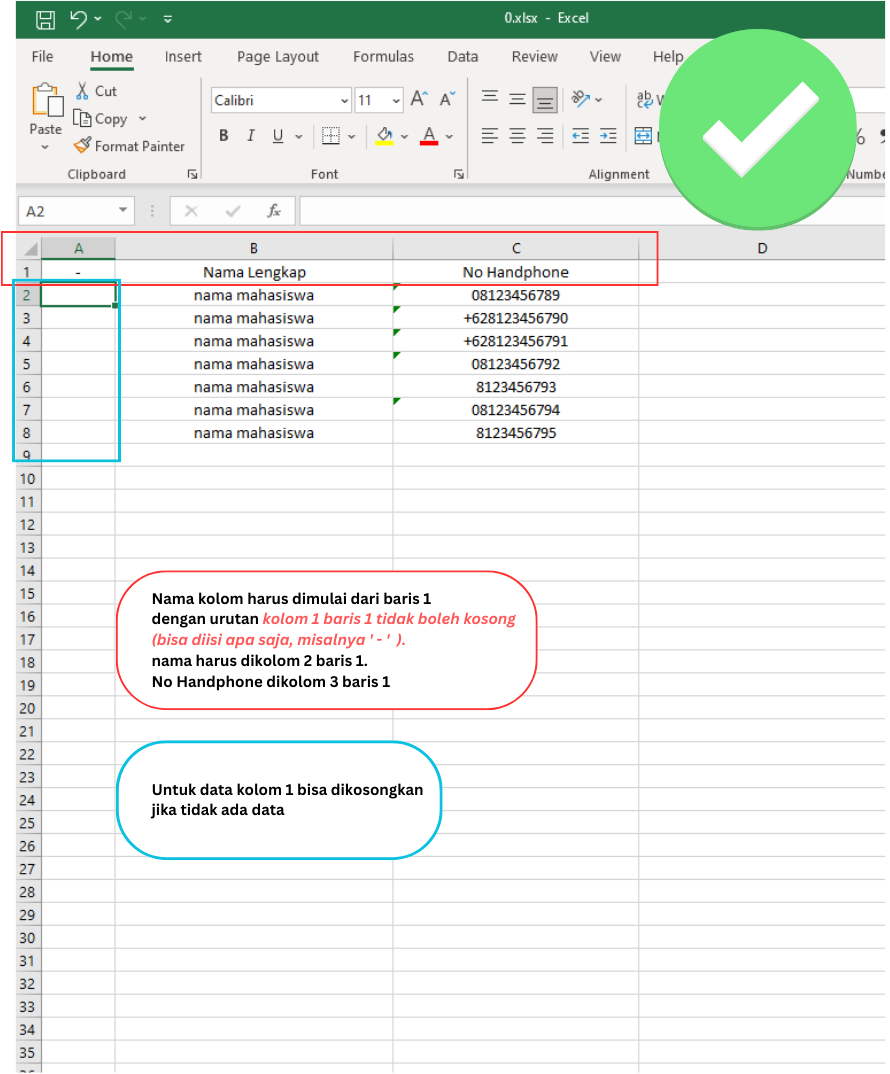 0.xlsx - Excel
File Home Insert Page Layout Formulas Data Review View Help
Cut
Copy
Format Painter
Paste
Calibri 11 A A
B I U A
ab
%
Clipboard Font Alignment Numbe
A2 fx
A B C D
1 - Nama Lengkap No Handphone
2 nama mahasiswa 08123456789
3 nama mahasiswa +628123456790
4 nama mahasiswa +628123456791
5 nama mahasiswa 08123456792
6 nama mahasiswa 8123456793
7 nama mahasiswa 08123456794
8 nama mahasiswa 8123456795
9
10
11
12
13
14
15
Nama kolom harus dimulai dari baris 1
16
dengan urutan kolom 1 baris 1 tidak boleh kosong
17
(bisa diisi apa saja, misalnya ' - ' ).
18
nama harus dikolom 2 baris 1.
19
No Handphone dikolom 3 baris 1
20
21
22
23
24
Untuk data kolom 1 bisa dikosongkan
25
jika tidak ada data
26
27
28
29
30
31
32
33
34
35